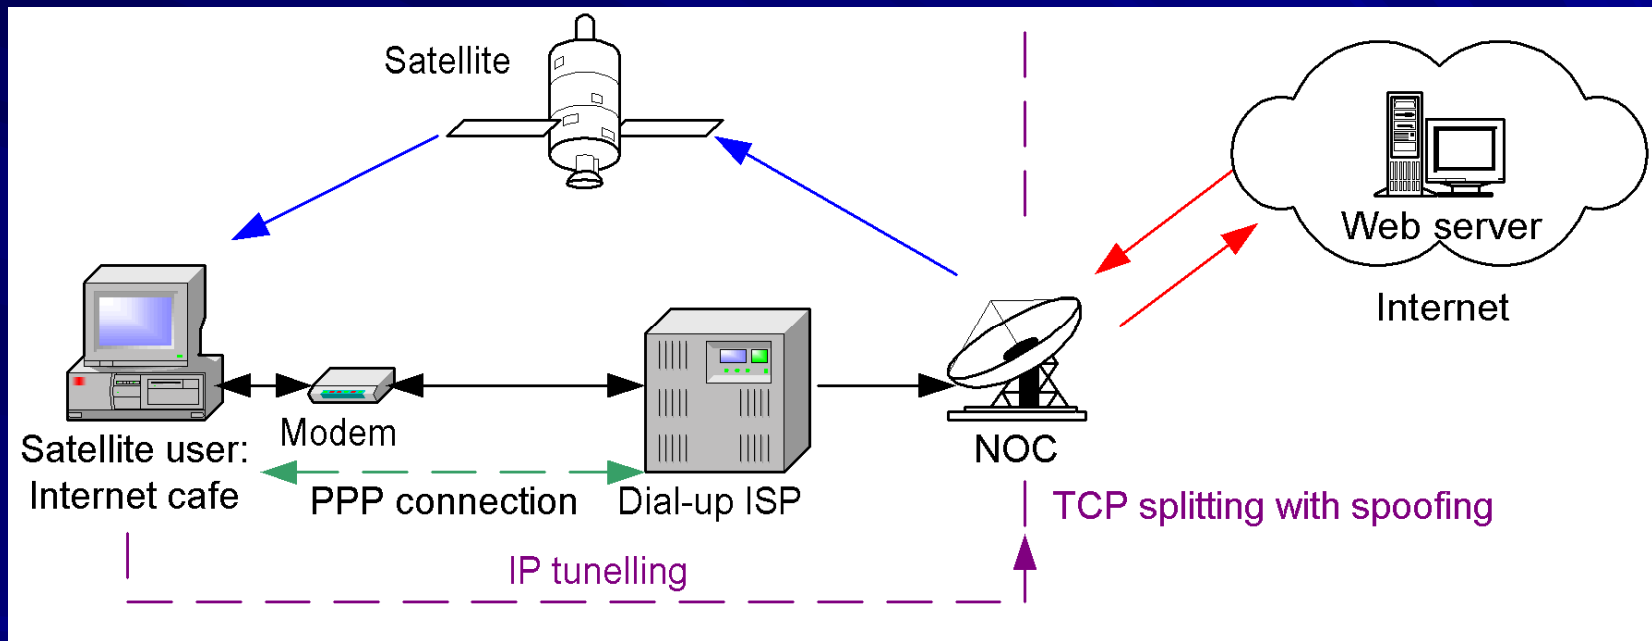 Satellite
Web server
Internet
Modem
NOC
Satellite user:
Internet cafe
PPP connection
Dial-up ISP
TCP splitting with spoofing
IP tunelling